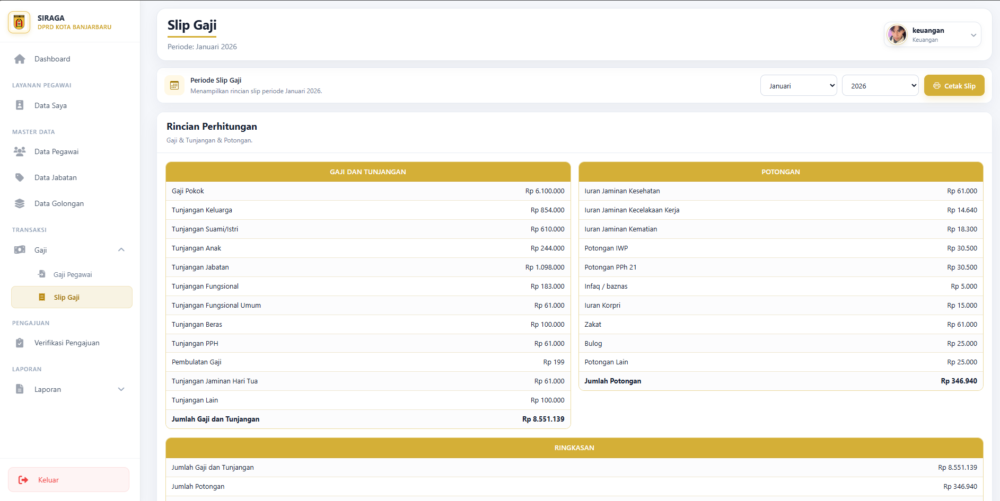 SIRAGA
DPRD KOTA BANJARBARU
Dashboard
LAYANAN PEGAWAI
Data Saya
MASTER DATA
Data Pegawai
Data Jabatan
Data Golongan
TRANSAKSI
Gaji
Gaji Pegawai
Slip Gaji
PENGAJUAN
Verifikasi Pengajuan
LAPORAN
Laporan
Keluar
Slip Gaji
Periode: Januari 2026
keuangan
Keuangan
Periode Slip Gaji
Menampilkan rincian slip periode Januari 2026.
Januari
2026
Cetak Slip
Rincian Perhitungan
Gaji & Tunjangan & Potongan.
GAJI DAN TUNJANGAN
Gaji Pokok Rp 6.100.000
Tunjangan Keluarga Rp 854.000
Tunjangan Suami/Istri Rp 610.000
Tunjangan Anak Rp 244.000
Tunjangan Jabatan Rp 1.098.000
Tunjangan Fungsional Rp 183.000
Tunjangan Fungsional Umum Rp 61.000
Tunjangan Beras Rp 100.000
Tunjangan PPH Rp 61.000
Pembulatan Gaji Rp 199
Tunjangan Jaminan Hari Tua Rp 61.000
Tunjangan Lain Rp 100.000
Jumlah Gaji dan Tunjangan Rp 8.551.139
POTONGAN
Iuran Jaminan Kesehatan Rp 61.000
Iuran Jaminan Kecelakaan Kerja Rp 14.640
Iuran Jaminan Kematian Rp 18.300
Potongan IWP Rp 30.500
Potongan PPh 21 Rp 30.500
Infaq / baznas Rp 5.000
Iuran Korpri Rp 15.000
Zakat Rp 61.000
Bulog Rp 25.000
Potongan Lain Rp 25.000
Jumlah Potongan Rp 346.940
RINGKASAN
Jumlah Gaji dan Tunjangan Rp 8.551.139
Jumlah Potongan Rp 346.940